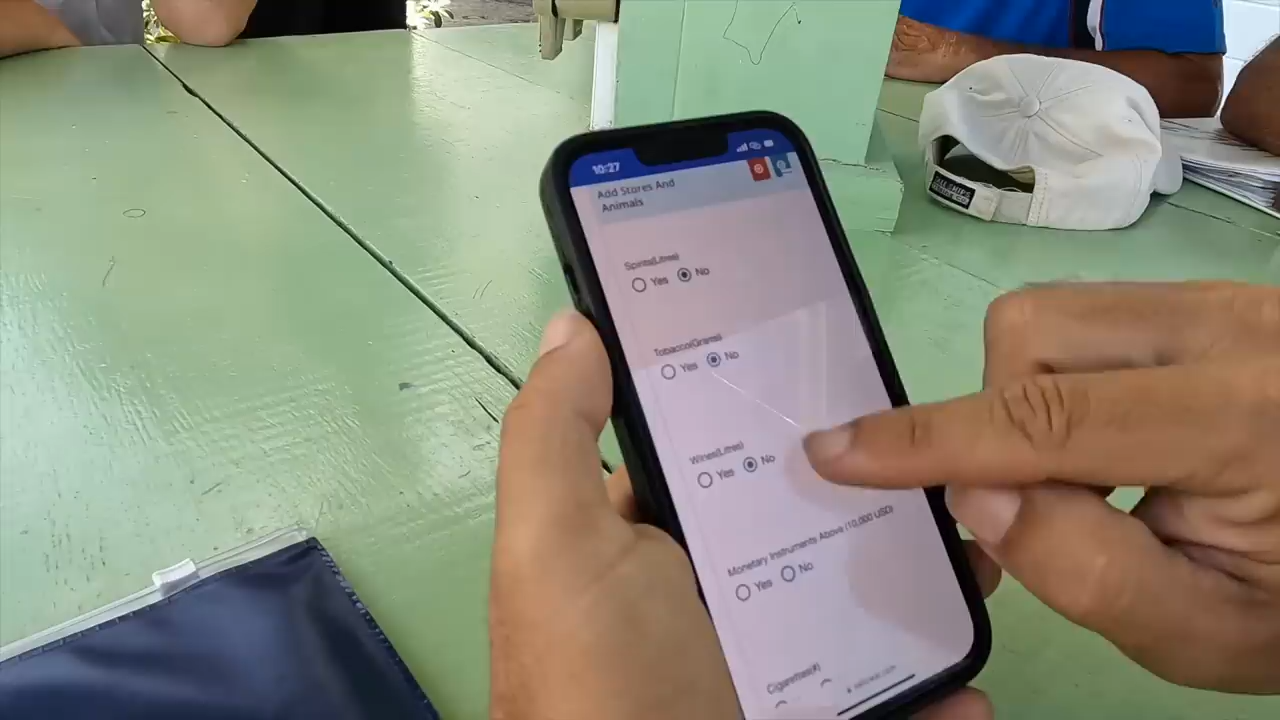 10:27
Add Stores And
Animals
Spirits(Litres)
Yes No
Tobacco(Grams)
Yes No
Wines(Litres)
Yes No
Monetary Instruments Above (10,000 USD)
Yes No
Cigarettes(#)